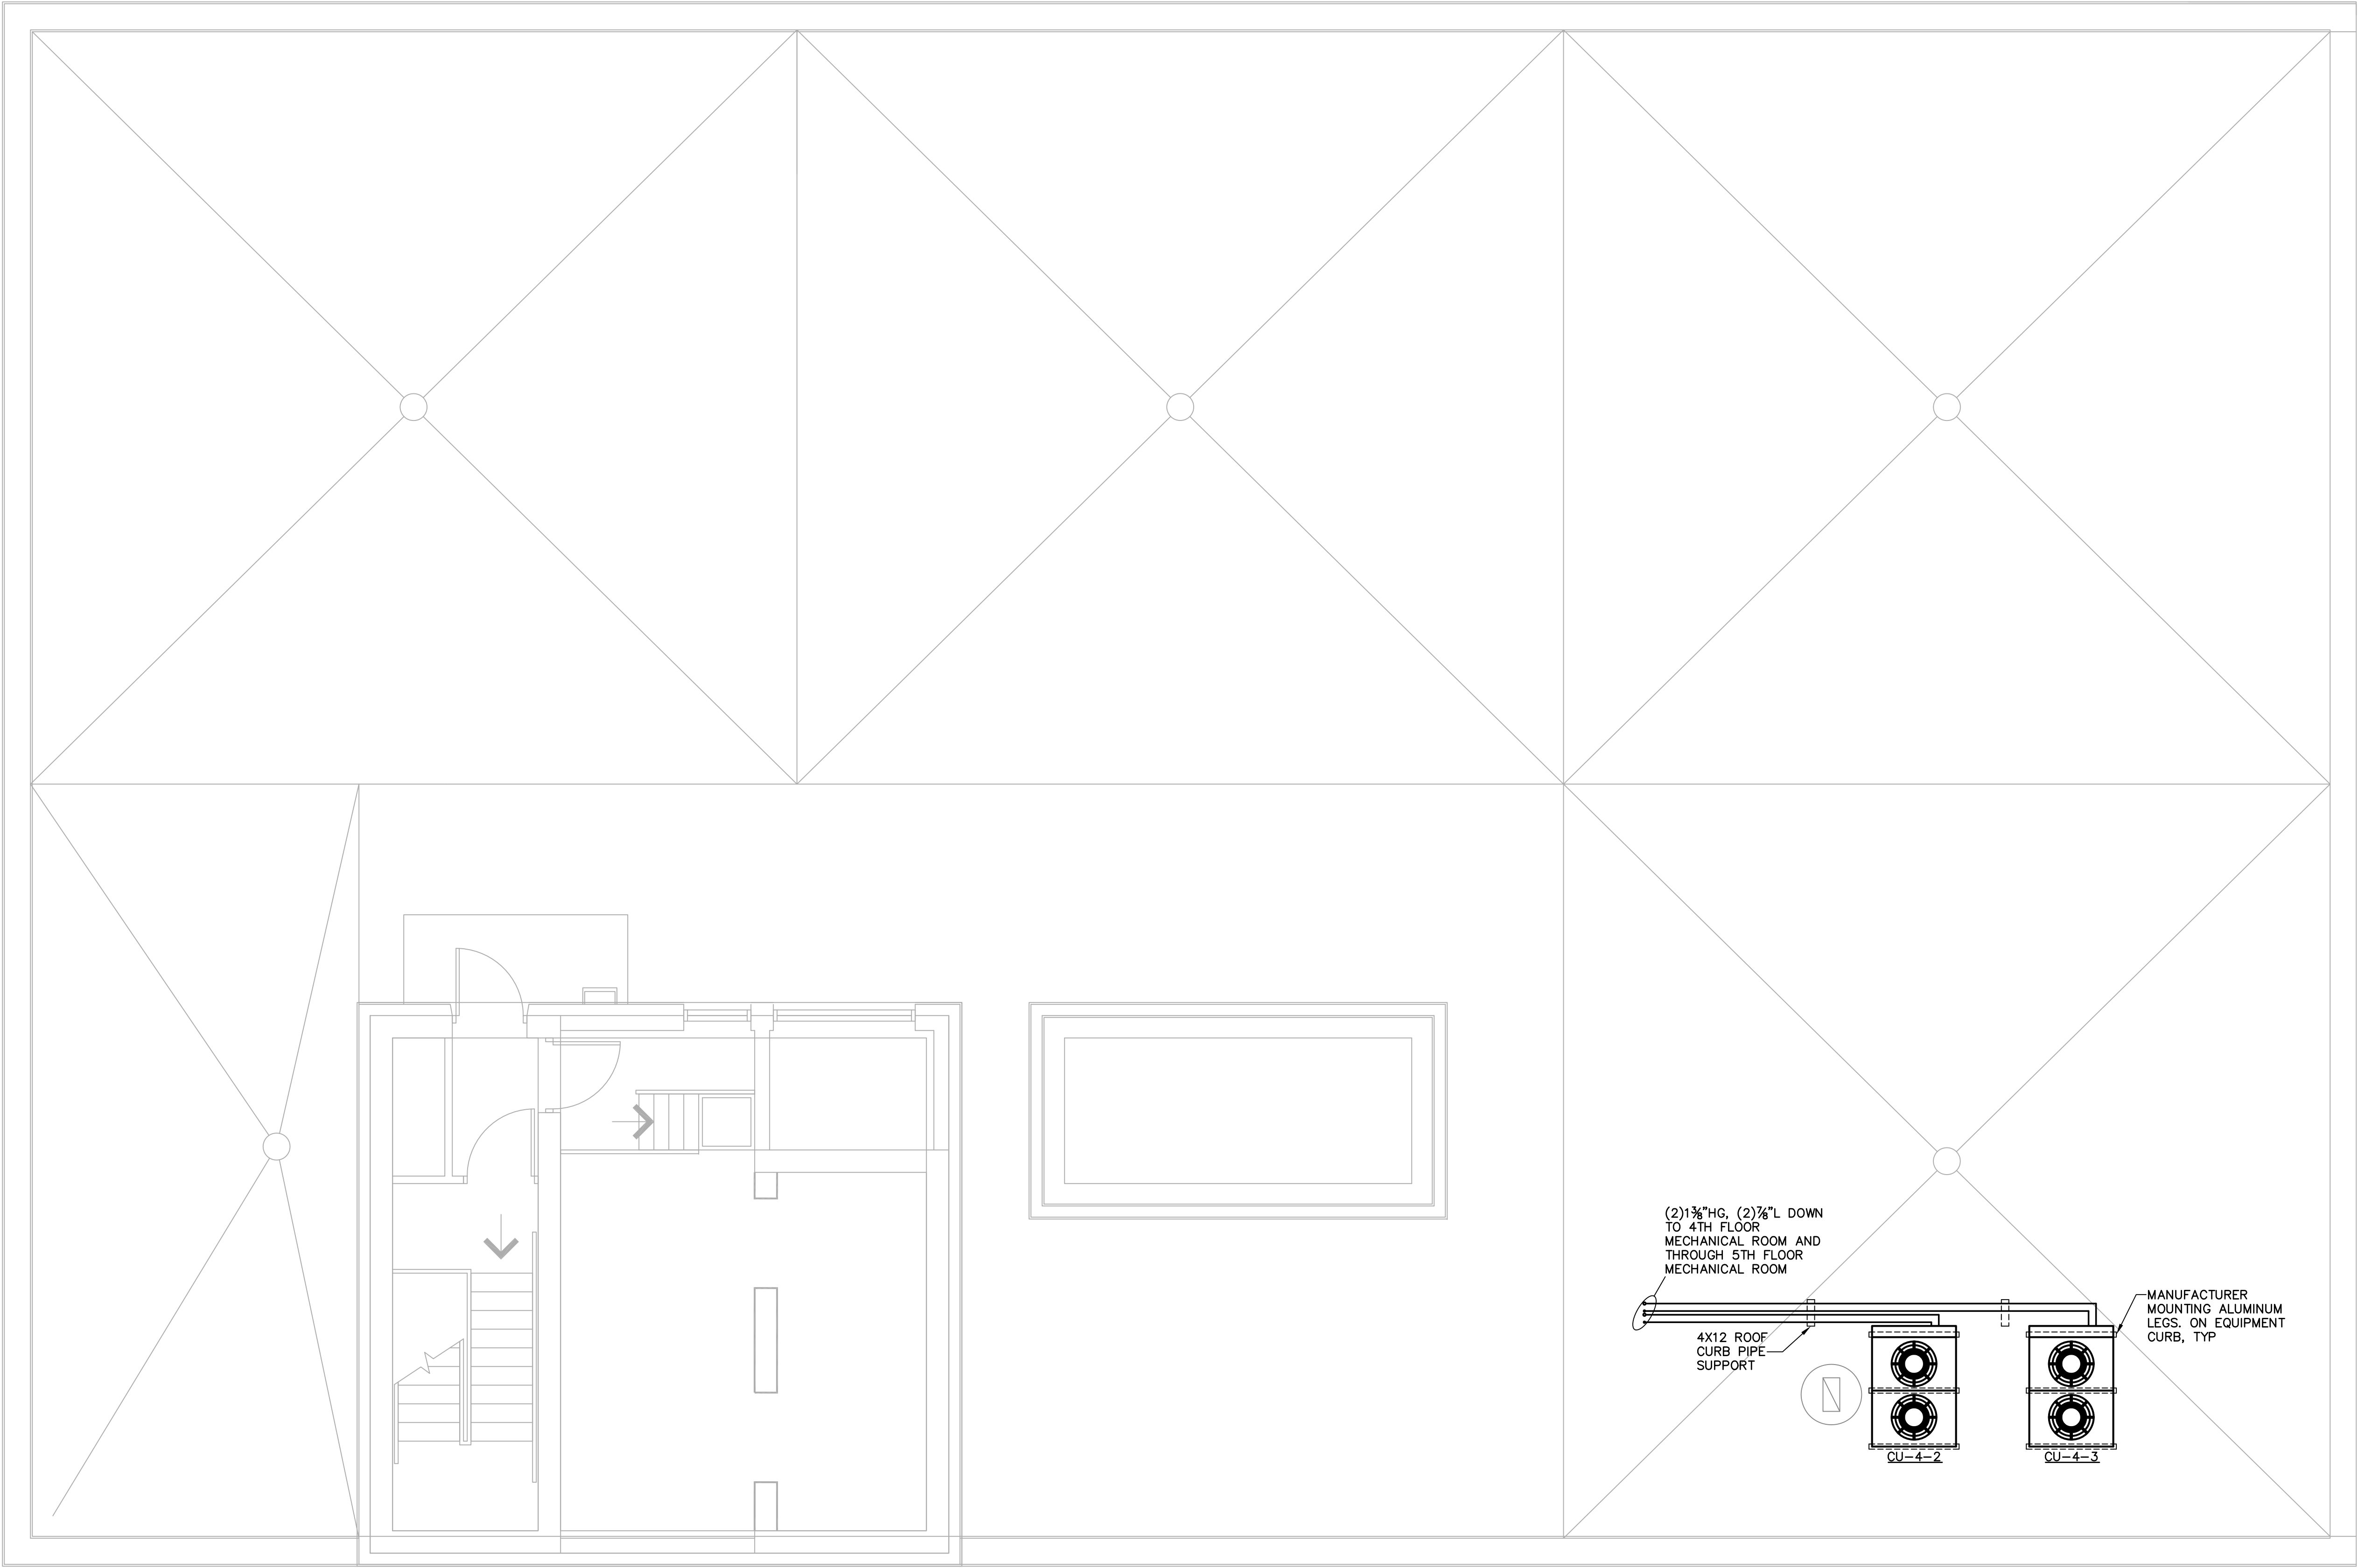 (2)1⅜"HG, (2)⅞"L DOWN
TO 4TH FLOOR
MECHANICAL ROOM AND
THROUGH 5TH FLOOR
MECHANICAL ROOM
4X12 ROOF
CURB PIPE
SUPPORT
MANUFACTURER
MOUNTING ALUMINUM
LEGS. ON EQUIPMENT
CURB, TYP
CU-4-2
CU-4-3